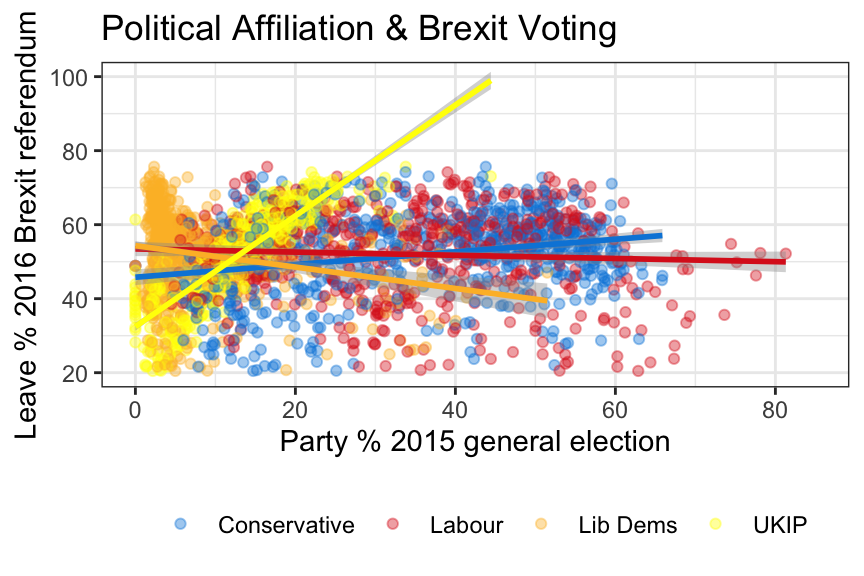 Political Affiliation & Brexit Voting
Leave % 2016 Brexit referendum
100
80
60
40
20
0 20 40 60 80
Party % 2015 general election
Conservative Labour Lib Dems UKIP